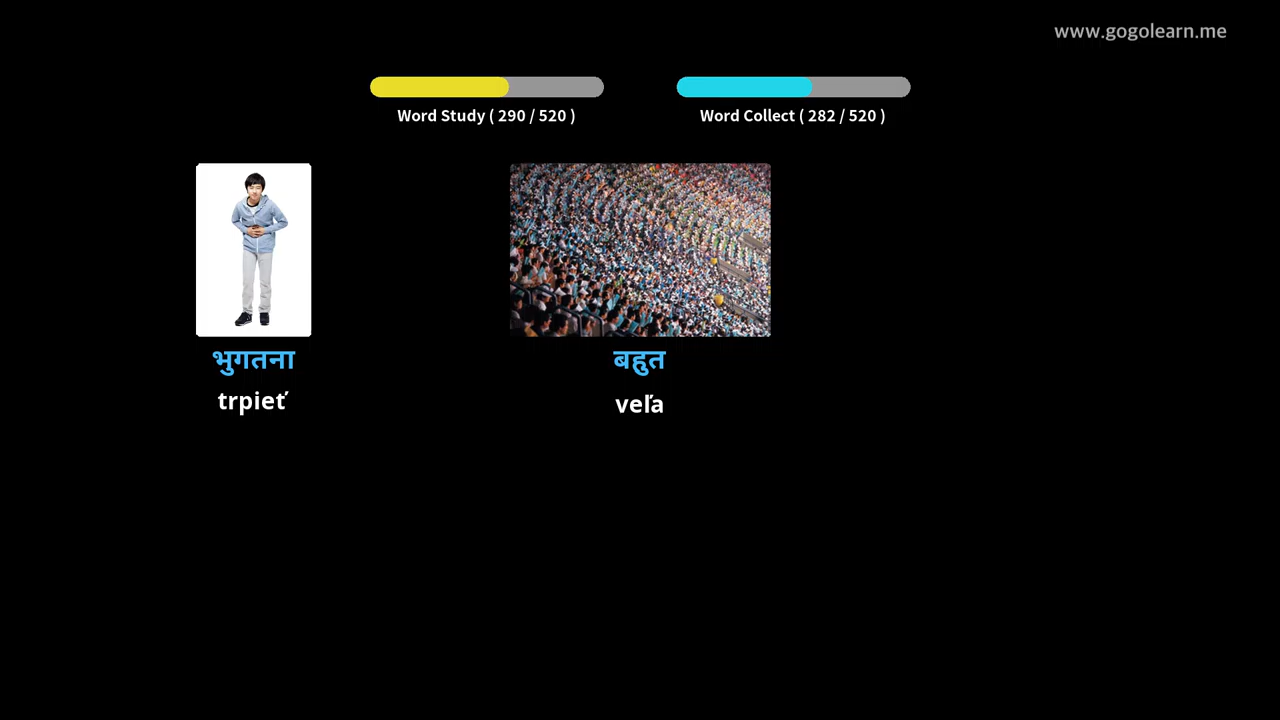 www.gogolearn.me
Word Study ( 290 / 520 )
Word Collect ( 282 / 520 )
भुगतना
trpieť
बहुत
veľa